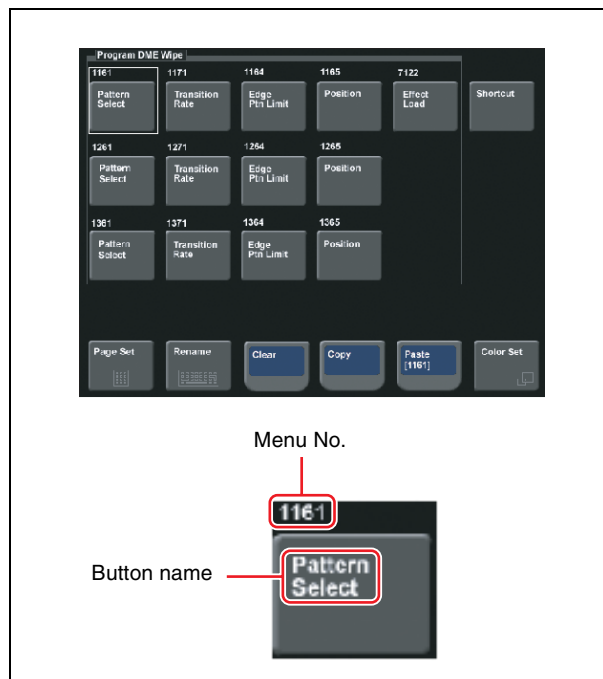 Program DME Wipe
1161 1171 1164 1165 7122
Pattern Select Transition Rate Edge Ptn Limit Position Effect Load Shortcut
1261 1271 1264 1265
Pattern Select Transition Rate Edge Ptn Limit Position
1361 1371 1364 1365
Pattern Select Transition Rate Edge Ptn Limit Position
Page Set Rename Clear Copy Paste [1161] Color Set
Menu No.
1161
Button name
Pattern
Select